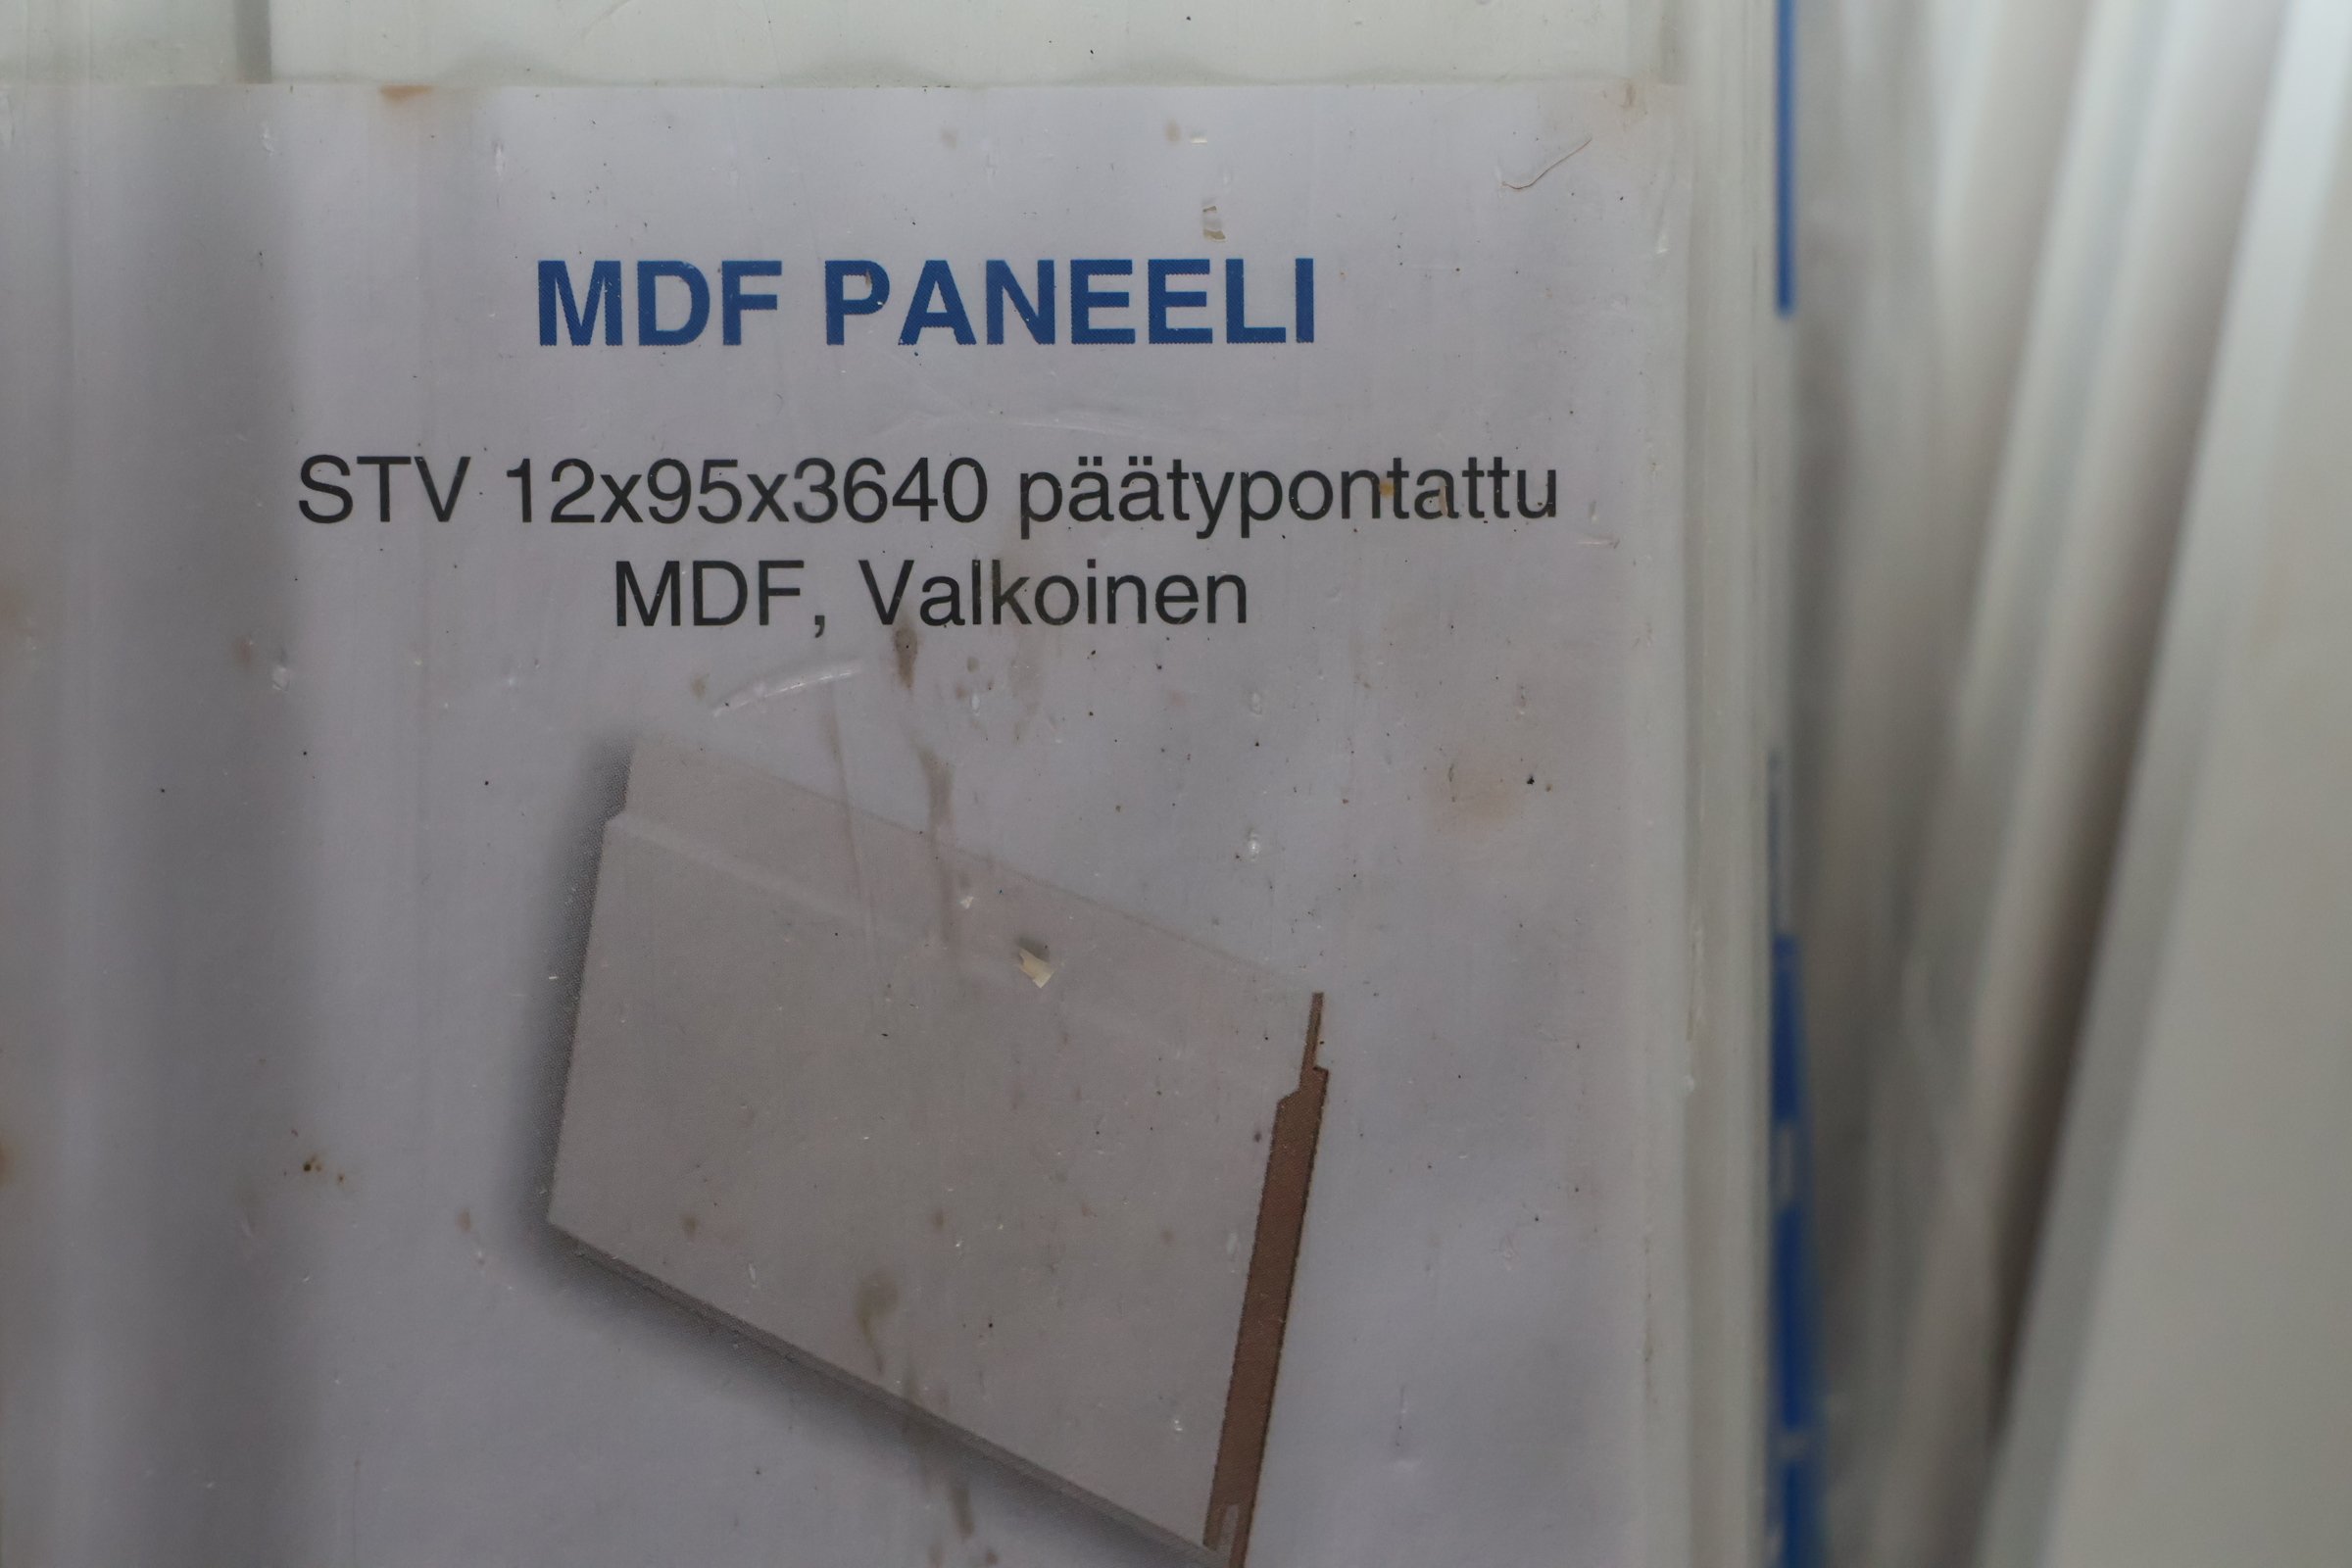 MDF PANEELI
STV 12x95x3640 päätypontattu
MDF, Valkoinen